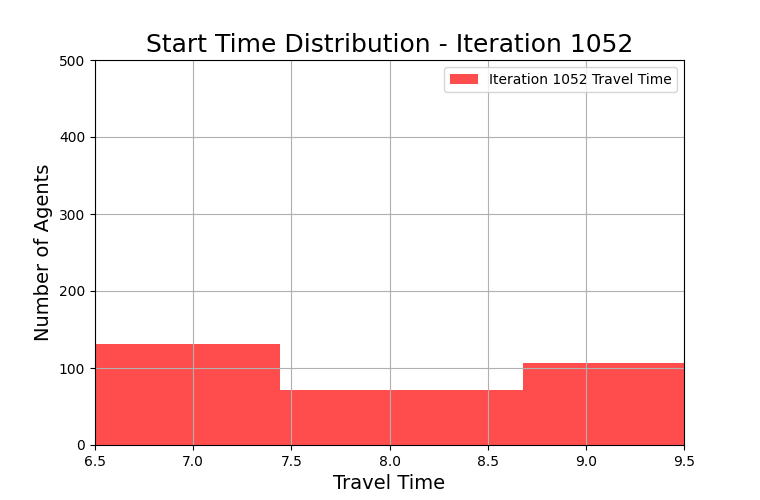 Start Time Distribution - Iteration 1052
Iteration 1052 Travel Time
Number of Agents
500
400
300
200
100
0
6.5 7.0 7.5 8.0 8.5 9.0 9.5
Travel Time